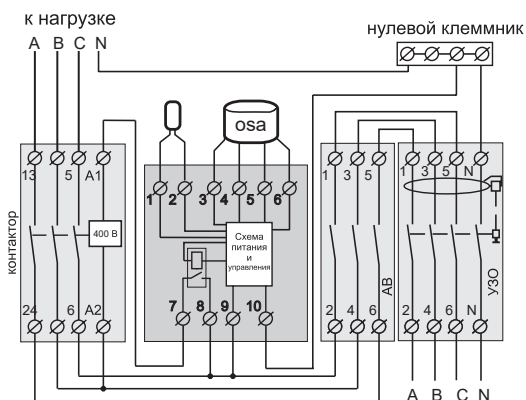 к нагрузке
нулевой клеммник
A B C N
13 5 A1
1 2 3 4 5 6
osa
1 3 5
1 3 5 N
контактор
400 В
Схема
питания
и
управления
АВ
УЗО
24 6 A2
7 8 9 10
2 4 6
2 4 6 N
A B C N